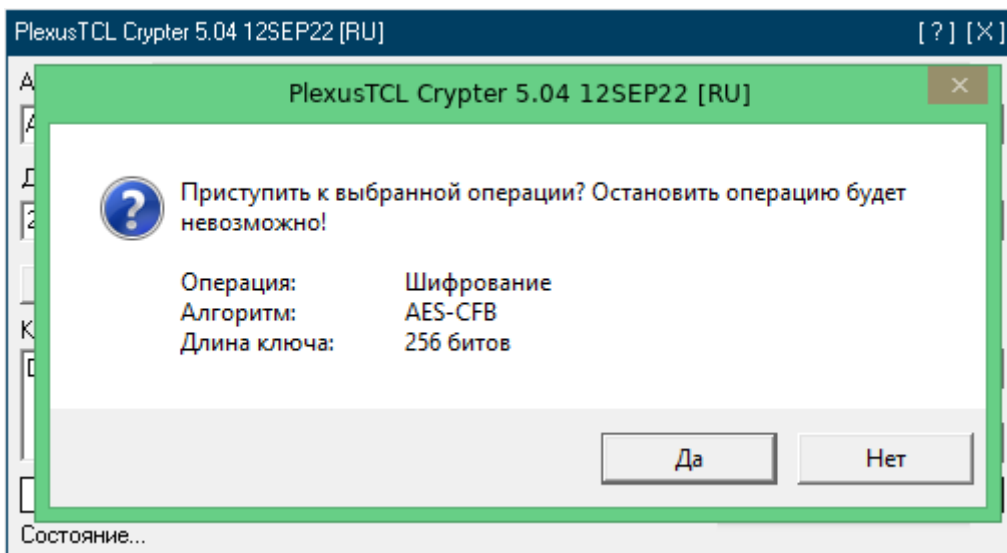 PlexusTCL Crypter 5.04 12SEP22 [RU] [?] [X]
PlexusTCL Crypter 5.04 12SEP22 [RU]
Приступить к выбранной операции? Остановить операцию будет
невозможно!
Операция: Шифрование
Алгоритм: AES-CFB
Длина ключа: 256 битов
Да Нет
Состояние...